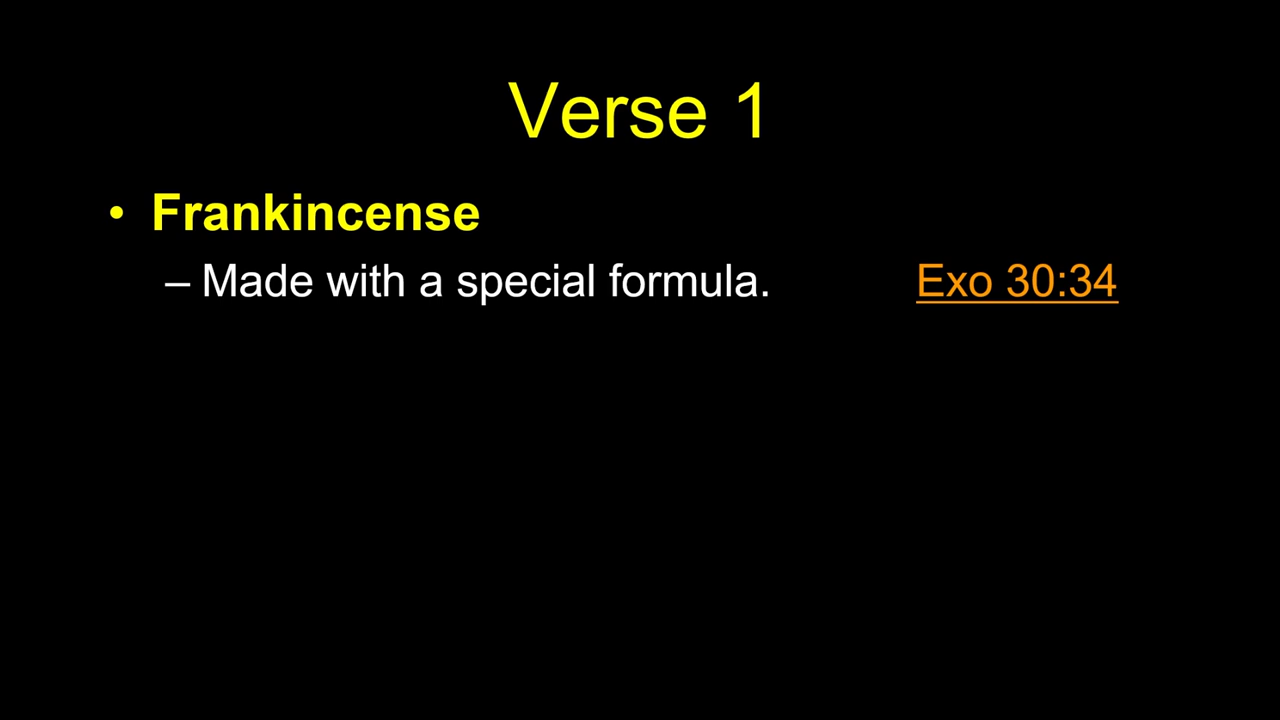 Verse 1
• Frankincense
– Made with a special formula. Exo 30:34